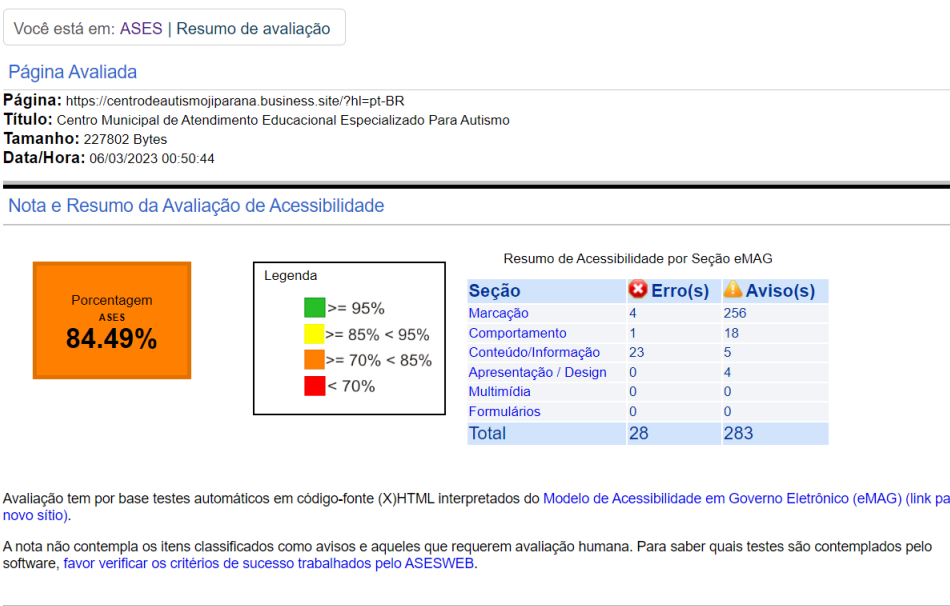 Você está em: ASES | Resumo de avaliação
Página Avaliada
Página: https://centrodeautismojiparana.business.site/?hl=pt-BR
Título: Centro Municipal de Atendimento Educacional Especializado Para Autismo
Tamanho: 227802 Bytes
Data/Hora: 06/03/2023 00:50:44
Nota e Resumo da Avaliação de Acessibilidade
Porcentagem
ASES
84.49%
Legenda
>= 95%
>= 85% < 95%
>= 70% < 85%
< 70%
Resumo de Acessibilidade por Seção eMAG
Seção Erro(s) Aviso(s)
Marcação 4 256
Comportamento 1 18
Conteúdo/Informação 23 5
Apresentação / Design 0 4
Multimídia 0 0
Formulários 0 0
Total 28 283
Avaliação tem por base testes automáticos em código-fonte (X)HTML interpretados do Modelo de Acessibilidade em Governo Eletrônico (eMAG) (link pa
novo sítio).
A nota não contempla os itens classificados como avisos e aqueles que requerem avaliação humana. Para saber quais testes são contemplados pelo
software, favor verificar os critérios de sucesso trabalhados pelo ASESWEB.